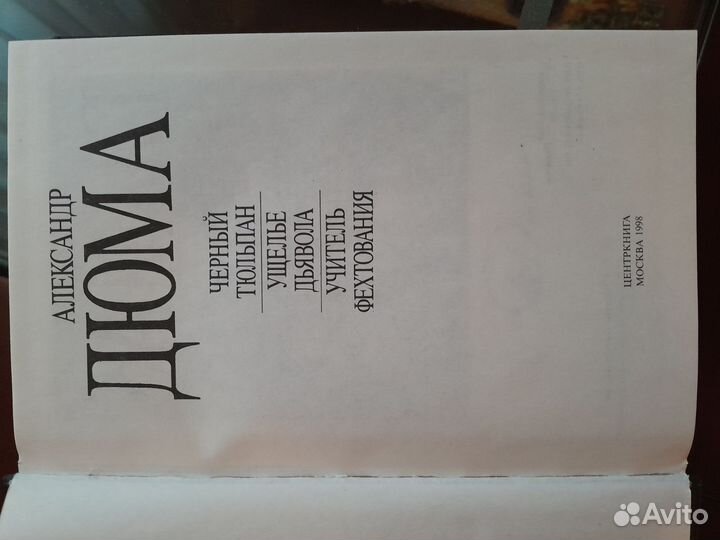 АЛЕКСАНДР
ДЮМА
ЧЕРНЫЙ
ТЮЛЬПАН
УЩЕЛЬЕ
ДЬЯВОЛА
УЧИТЕЛЬ
ФЕХТОВАНИЯ
ЦЕНТРКНИГА
МОСКВА 1998
Avito